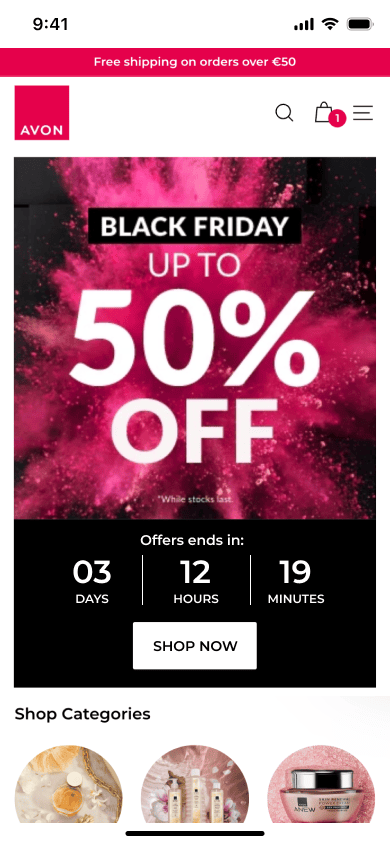 9:41
Free shipping on orders over €50
AVON
1
BLACK FRIDAY
UP TO
50%
OFF
*While stocks last.
Offers ends in:
03 12 19
DAYS HOURS MINUTES
SHOP NOW
Shop Categories
ANEW